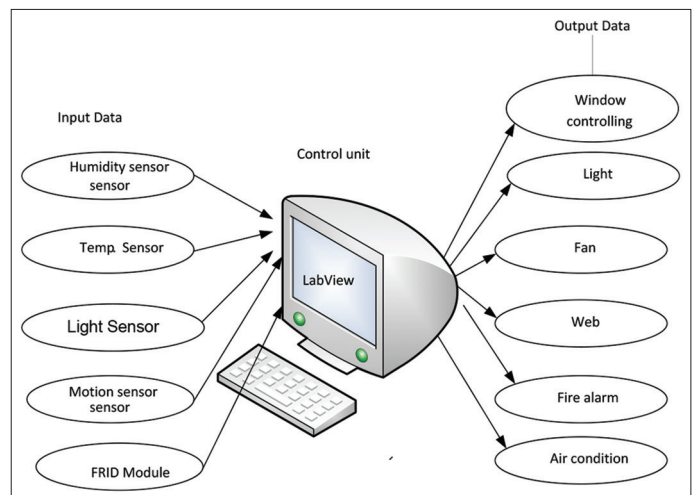 Output Data
Input Data
Control unit
Humidity sensor
sensor
Temp. Sensor
Light Sensor
Motion sensor
sensor
FRID Module
LabView
Window
controlling
Light
Fan
Web
Fire alarm
Air condition